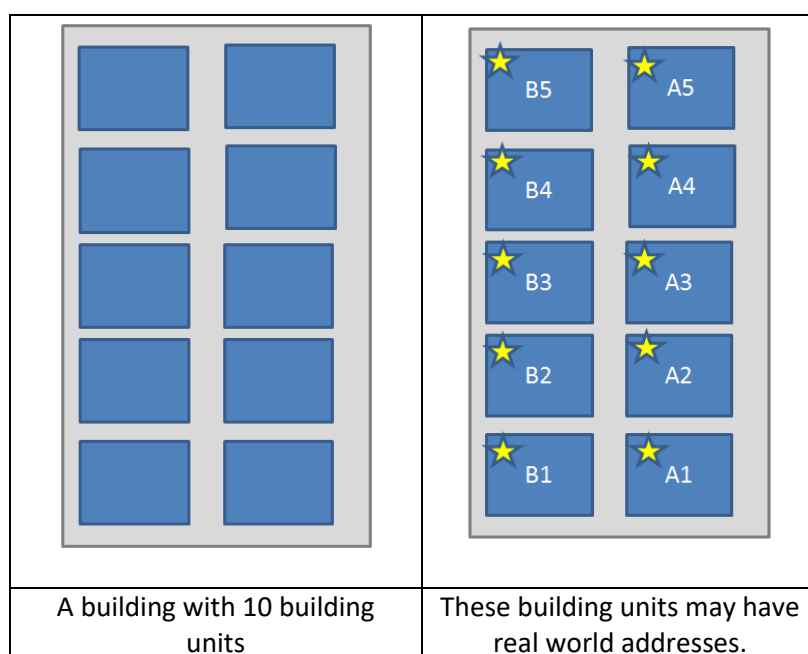 B5 A5
B4 A4
B3 A3
B2 A2
B1 A1
A building with 10 building
units
These building units may have
real world addresses.